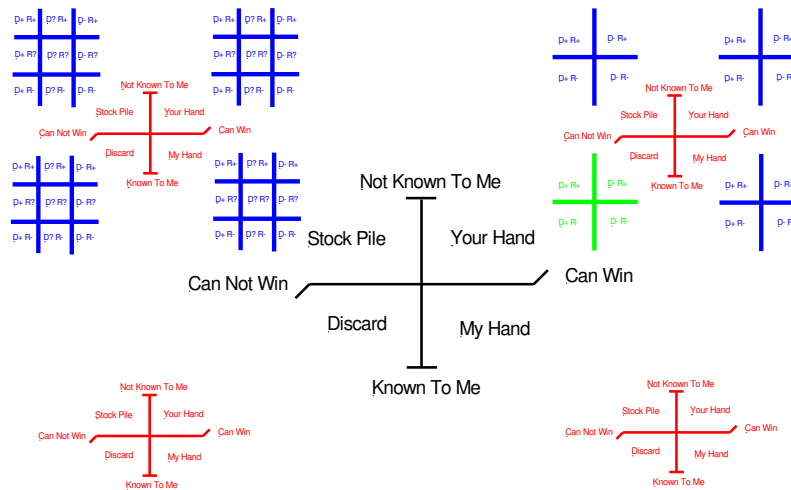 D+ R+ D? R+ D- R+
D+ R? D? R? D- R?
D+ R- D? R- D- R-
D+ R+ D? R+ D- R+
D+ R? D? R? D- R?
D+ R- D? R- D- R-
Not Known To Me
Stock Pile Your Hand
Can Not Win Can Win
Discard My Hand
Known To Me
D+ R+ D? R+ D- R+
D+ R? D? R? D- R?
D+ R- D? R- D- R-
D+ R+ D? R+ D- R+
D+ R? D? R? D- R?
D+ R- D? R- D- R-
D+ R+ D- R+
D+ R- D- R-
D+ R+ D- R+
D+ R- D- R-
Not Known To Me
Stock Pile Your Hand
Can Not Win Can Win
Discard My Hand
Known To Me
D+ R+ D- R+
D+ R- D- R-
D+ R+ D- R+
D+ R- D- R-
Not Known To Me
Stock Pile Your Hand
Can Not Win Can Win
Discard My Hand
Known To Me
Not Known To Me
Stock Pile Your Hand
Can Not Win Can Win
Discard My Hand
Known To Me
Not Known To Me
Stock Pile Your Hand
Can Not Win Can Win
Discard My Hand
Known To Me